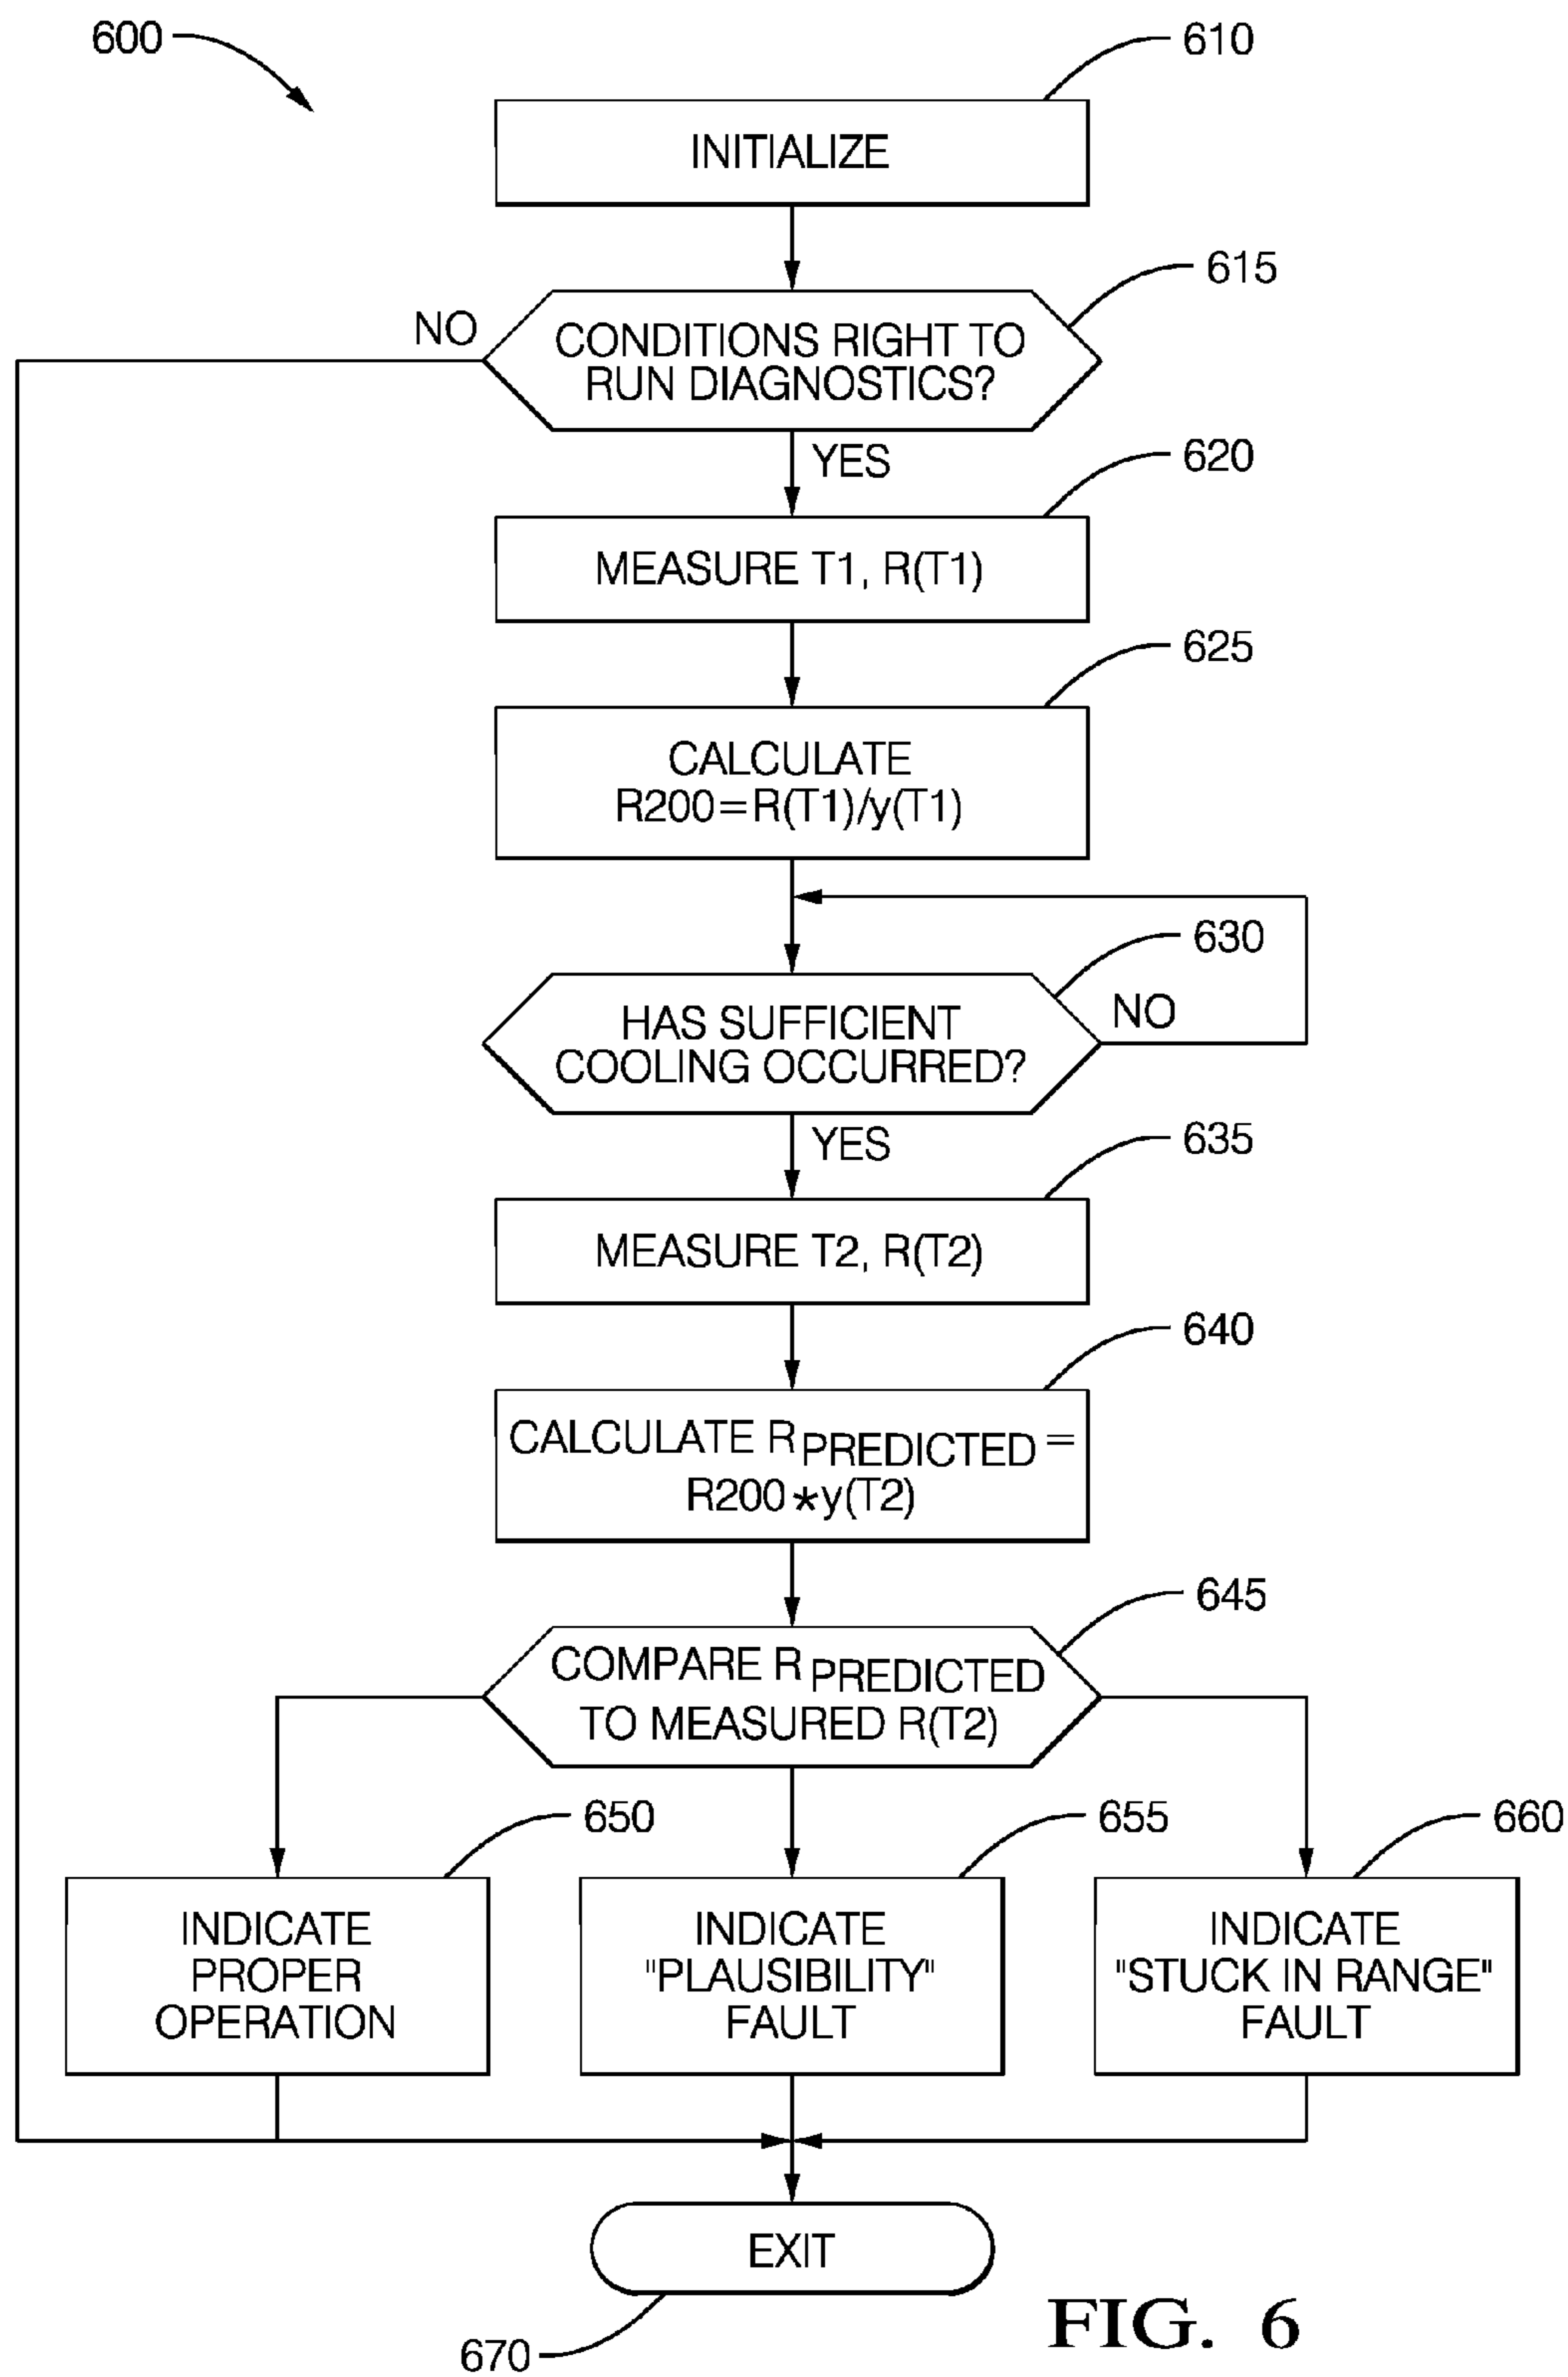 600
610
INITIALIZE
615
NO
CONDITIONS RIGHT TO
RUN DIAGNOSTICS?
YES
620
MEASURE T1, R(T1)
625
CALCULATE
R200=R(T1)/y(T1)
630
HAS SUFFICIENT
COOLING OCCURRED?
NO
YES
635
MEASURE T2, R(T2)
640
CALCULATE R PREDICTED =
R200*y(T2)
645
COMPARE R PREDICTED
TO MEASURED R(T2)
650
655
660
INDICATE
PROPER
OPERATION
INDICATE
"PLAUSIBILITY"
FAULT
INDICATE
"STUCK IN RANGE"
FAULT
EXIT
670
FIG. 6